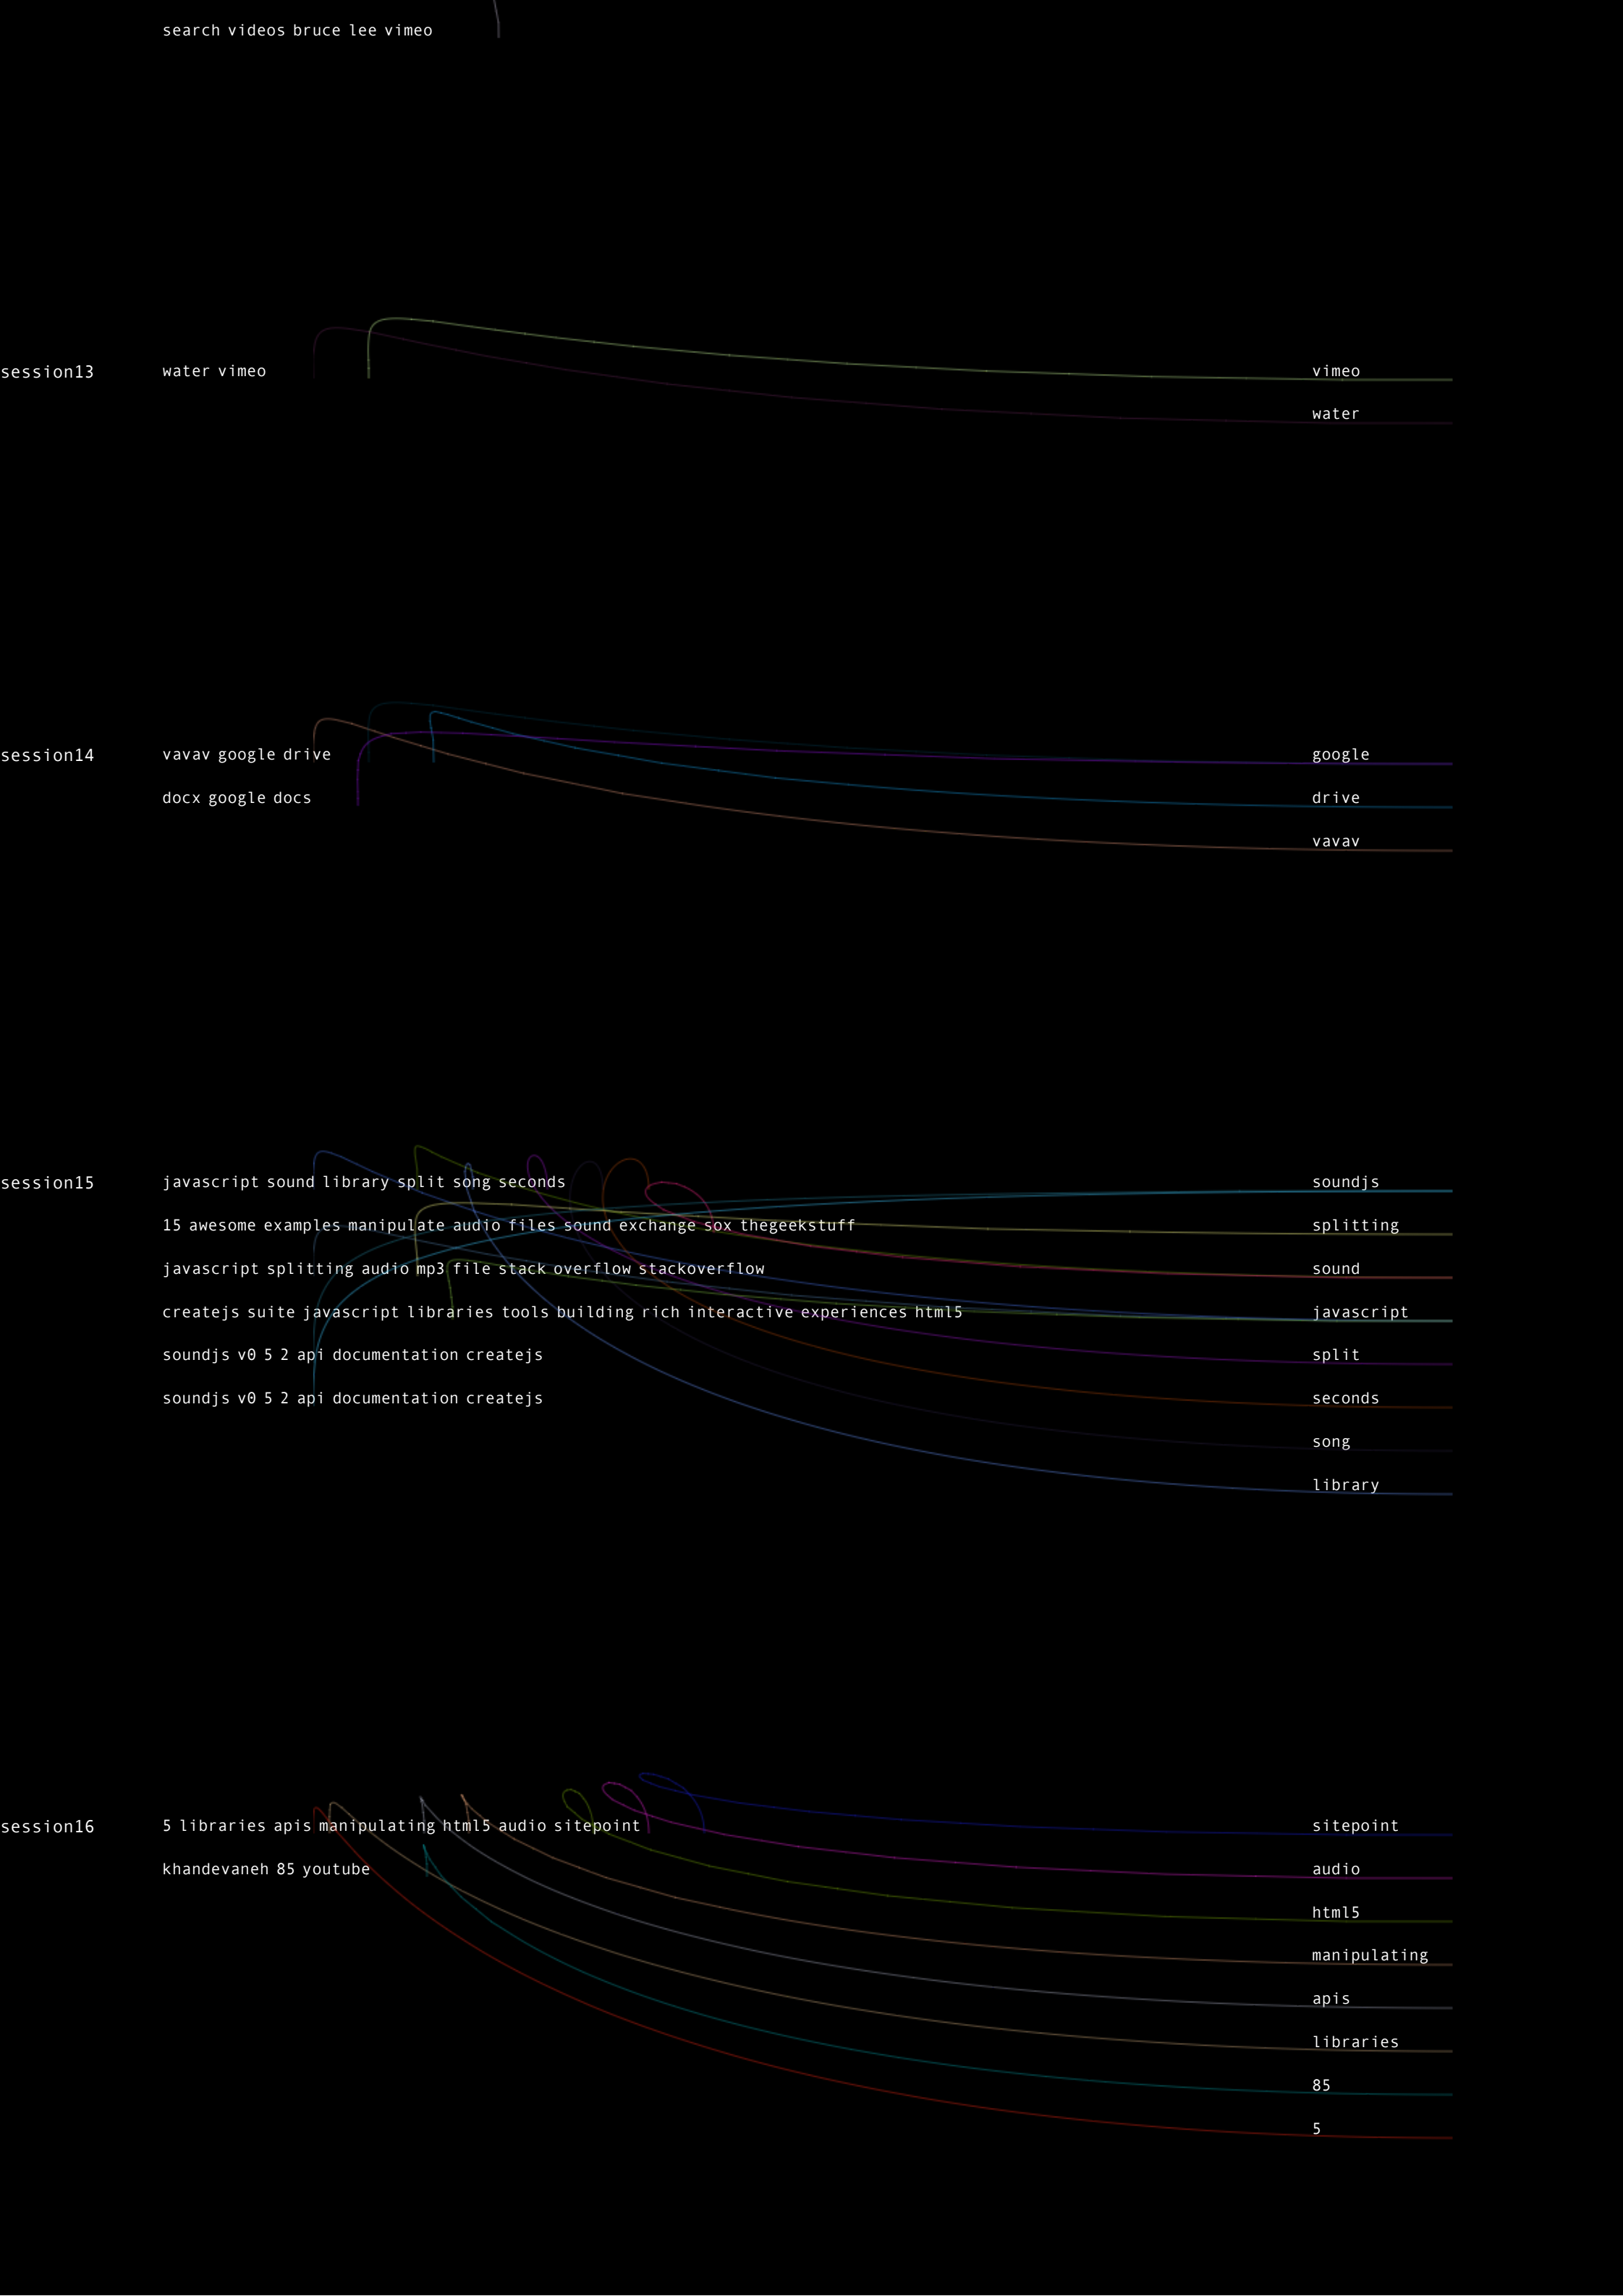 search videos bruce lee vimeo
session13 water vimeo vimeo
water
session14 vavav google drive google
docx google docs drive
vavav
session15 javascript sound library split song seconds soundjs
15 awesome examples manipulate audio files sound exchange sox thegeekstuff splitting
javascript splitting audio mp3 file stack overflow stackoverflow sound
createjs suite javascript libraries tools building rich interactive experiences html5 javascript
soundjs v0 5 2 api documentation createjs split
soundjs v0 5 2 api documentation createjs seconds
song
library
session16 5 libraries apis manipulating html5 audio sitepoint sitepoint
khandevaneh 85 youtube audio
html5
manipulating
apis
libraries
85
5